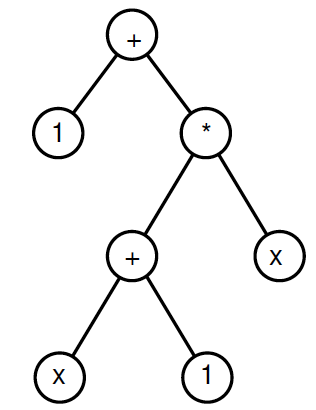 +
1 *
+ x
x 1